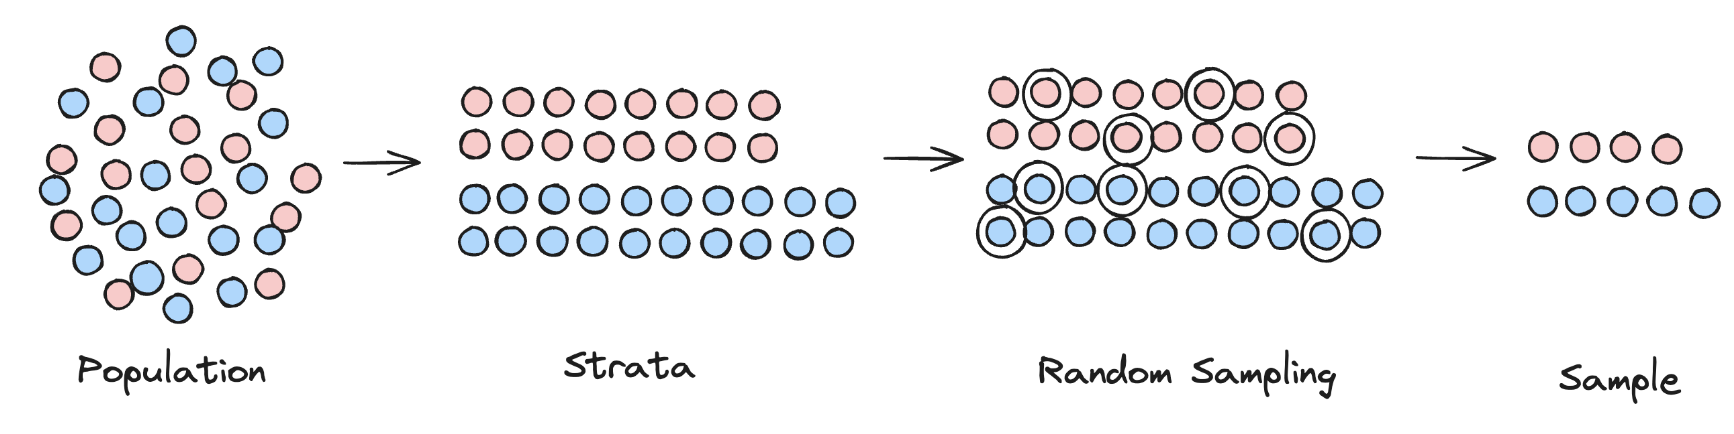 Population
Strata
Random Sampling
Sample